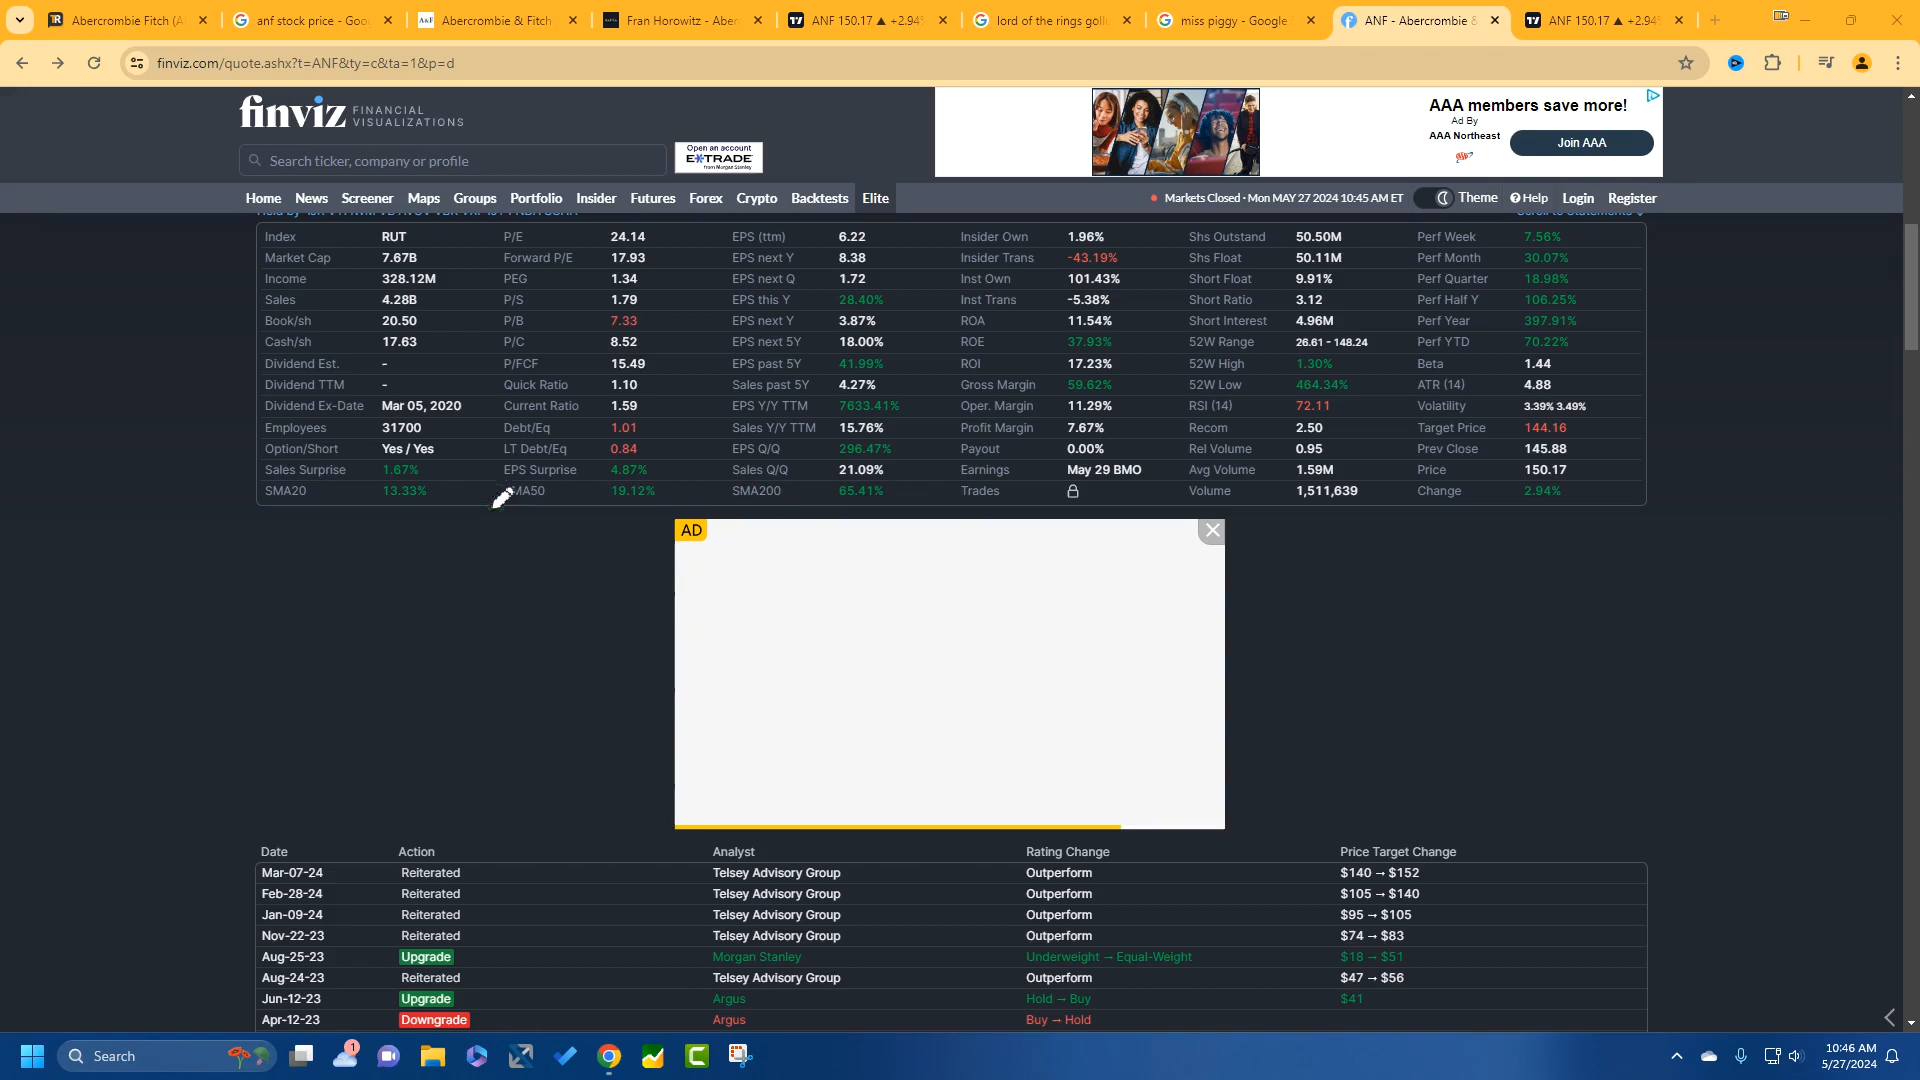 Abercrombie Fitch (A
anf stock price - Goo
Abercrombie & Fitch
Fran Horowitz - Aber
ANF 150.17 ▲ +2.94
lord of the rings goll
miss piggy - Google
ANF - Abercrombie &
ANF 150.17 ▲ +2.94
finviz.com/quote.ashx?t=ANF&ty=c&ta=1&p=d
finviz FINANCIAL VISUALIZATIONS
AAA members save more!
Ad By
AAA Northeast
Join AAA
Search ticker, company or profile
Open an account
E*TRADE
from Morgan Stanley
Home News Screener Maps Groups Portfolio Insider Futures Forex Crypto Backtests Elite
Markets Closed · Mon MAY 27 2024 10:45 AM ET Theme Help Login Register
Index RUT P/E 24.14 EPS (ttm) 6.22 Insider Own 1.96% Shs Outstand 50.50M Perf Week 7.56%
Market Cap 7.67B Forward P/E 17.93 EPS next Y 8.38 Insider Trans -43.19% Shs Float 50.11M Perf Month 30.07%
Income 328.12M PEG 1.34 EPS next Q 1.72 Inst Own 101.43% Short Float 9.91% Perf Quarter 18.98%
Sales 4.28B P/S 1.79 EPS this Y 28.40% Inst Trans -5.38% Short Ratio 3.12 Perf Half Y 106.25%
Book/sh 20.50 P/B 7.33 EPS next Y 3.87% ROA 11.54% Short Interest 4.96M Perf Year 397.91%
Cash/sh 17.63 P/C 8.52 EPS next 5Y 18.00% ROE 37.93% 52W Range 26.61 - 148.24 Perf YTD 70.22%
Dividend Est. - P/FCF 15.49 EPS past 5Y 41.99% ROI 17.23% 52W High 1.30% Beta 1.44
Dividend TTM - Quick Ratio 1.10 Sales past 5Y 4.27% Gross Margin 59.62% 52W Low 464.34% ATR (14) 4.88
Dividend Ex-Date Mar 05, 2020 Current Ratio 1.59 EPS Y/Y TTM 7633.41% Oper. Margin 11.29% RSI (14) 72.11 Volatility 3.39% 3.49%
Employees 31700 Debt/Eq 1.01 Sales Y/Y TTM 15.76% Profit Margin 7.67% Recom 2.50 Target Price 144.16
Option/Short Yes / Yes LT Debt/Eq 0.84 EPS Q/Q 296.47% Payout 0.00% Rel Volume 0.95 Prev Close 145.88
Sales Surprise 1.67% EPS Surprise 4.87% Sales Q/Q 21.09% Earnings May 29 BMO Avg Volume 1.59M Price 150.17
SMA20 13.33% MA50 19.12% SMA200 65.41% Trades Volume 1,511,639 Change 2.94%
AD
Date Action Analyst Rating Change Price Target Change
Mar-07-24 Reiterated Telsey Advisory Group Outperform $140 → $152
Feb-28-24 Reiterated Telsey Advisory Group Outperform $105 → $140
Jan-09-24 Reiterated Telsey Advisory Group Outperform $95 → $105
Nov-22-23 Reiterated Telsey Advisory Group Outperform $74 → $83
Aug-25-23 Upgrade Morgan Stanley Underweight → Equal-Weight $18 → $51
Aug-24-23 Reiterated Telsey Advisory Group Outperform $47 → $56
Jun-12-23 Upgrade Argus Hold → Buy $41
Apr-12-23 Downgrade Argus Buy → Hold
Search
1
10:46 AM
5/27/2024